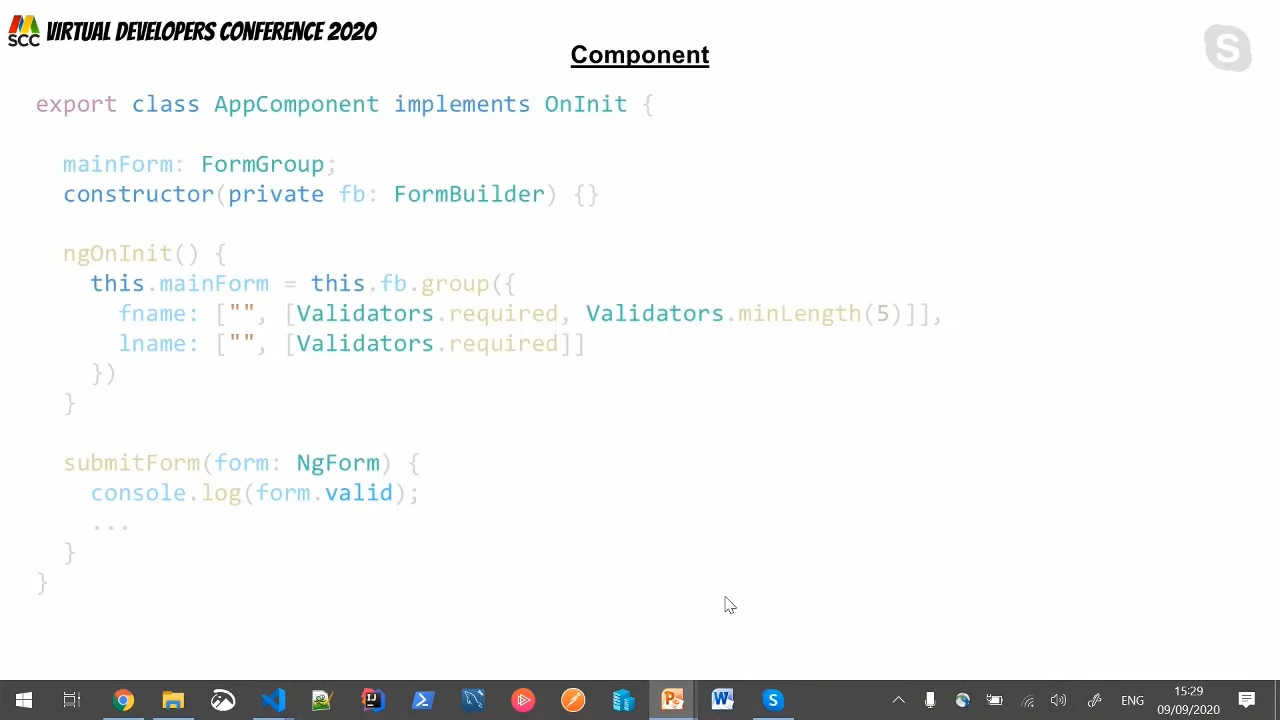 SCC VIRTUAL DEVELOPERS CONFERENCE 2020
Component
S
export class AppComponent implements OnInit {
mainForm: FormGroup;
constructor(private fb: FormBuilder) {}
ngOnInit() {
this.mainForm = this.fb.group({
fname: ["", [Validators.required, Validators.minLength(5)]],
lname: ["", [Validators.required]]
})
}
submitForm(form: NgForm) {
console.log(form.valid);
...
}
}
ENG
15:29
09/09/2020